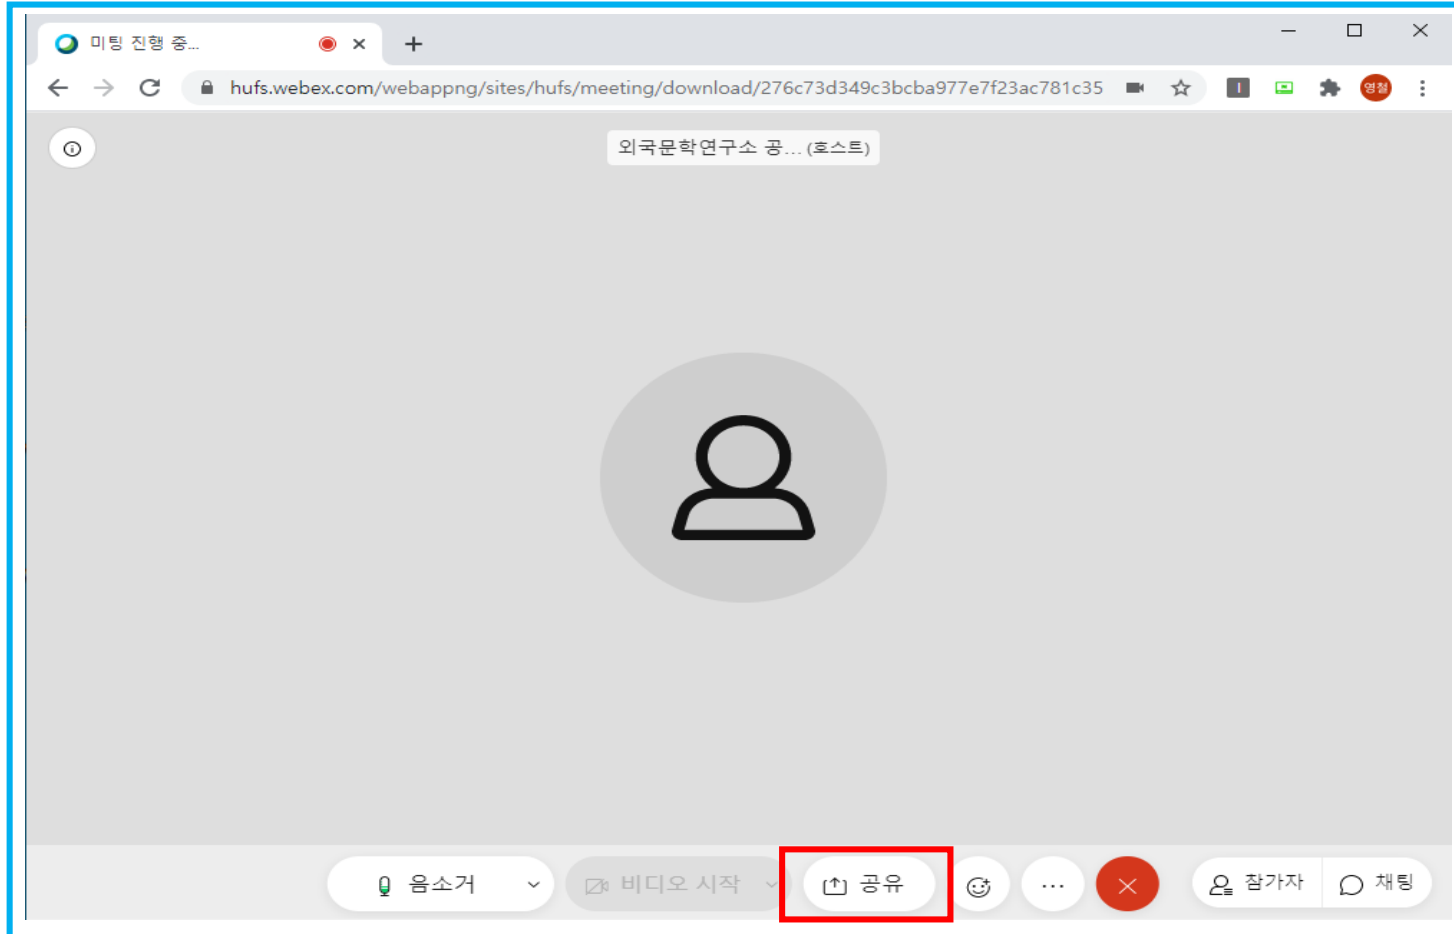 미팅 진행 중...
hufs.webex.com/webappng/sites/hufs/meeting/download/276c73d349c3bcba977e7f23ac781c35
영철
외국문학연구소 공... (호스트)
음소거
비디오 시작
공유
참가자
채팅